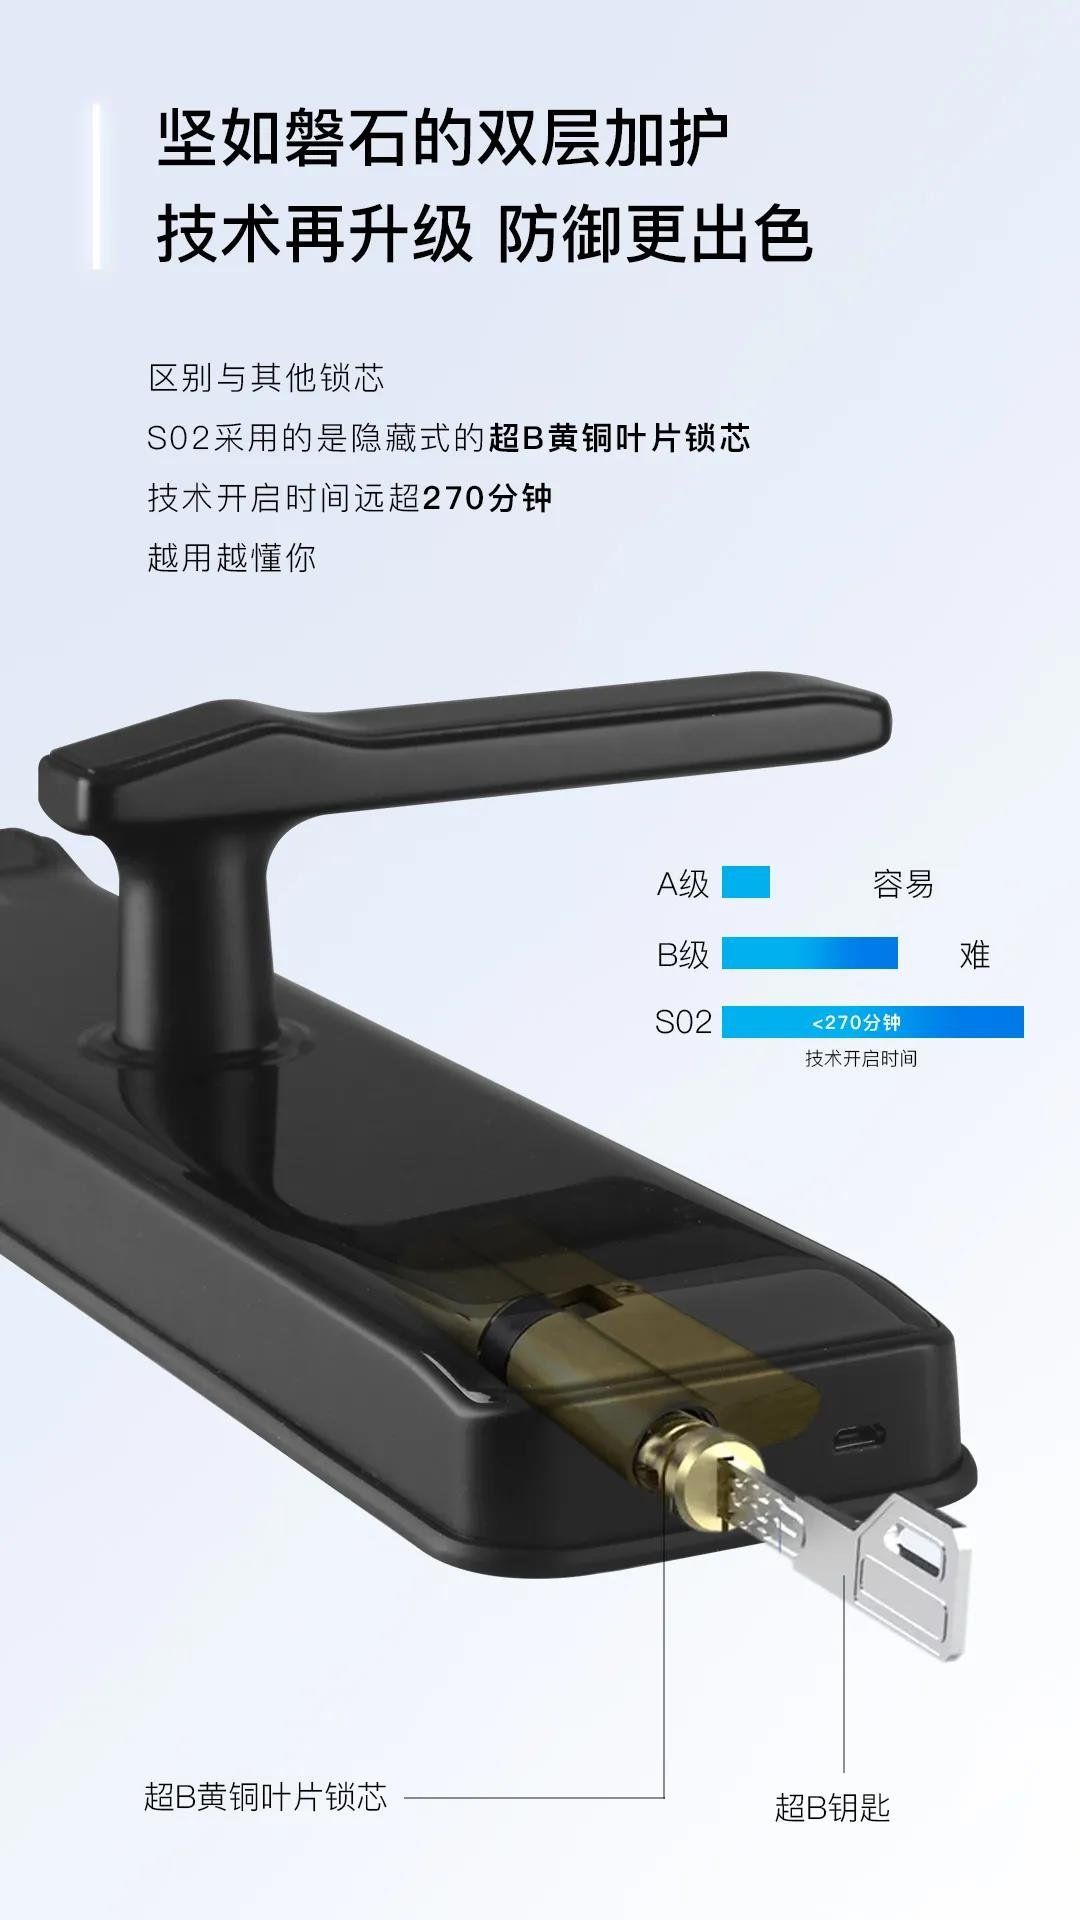 坚如磐石的双层加护
技术再升级 防御更出色
区别与其他锁芯
S02采用的是隐藏式的超B黄铜叶片锁芯
技术开启时间远超270分钟
越用越懂你
A级 容易
B级 难
S02 <270分钟
技术开启时间
超B黄铜叶片锁芯
超B钥匙